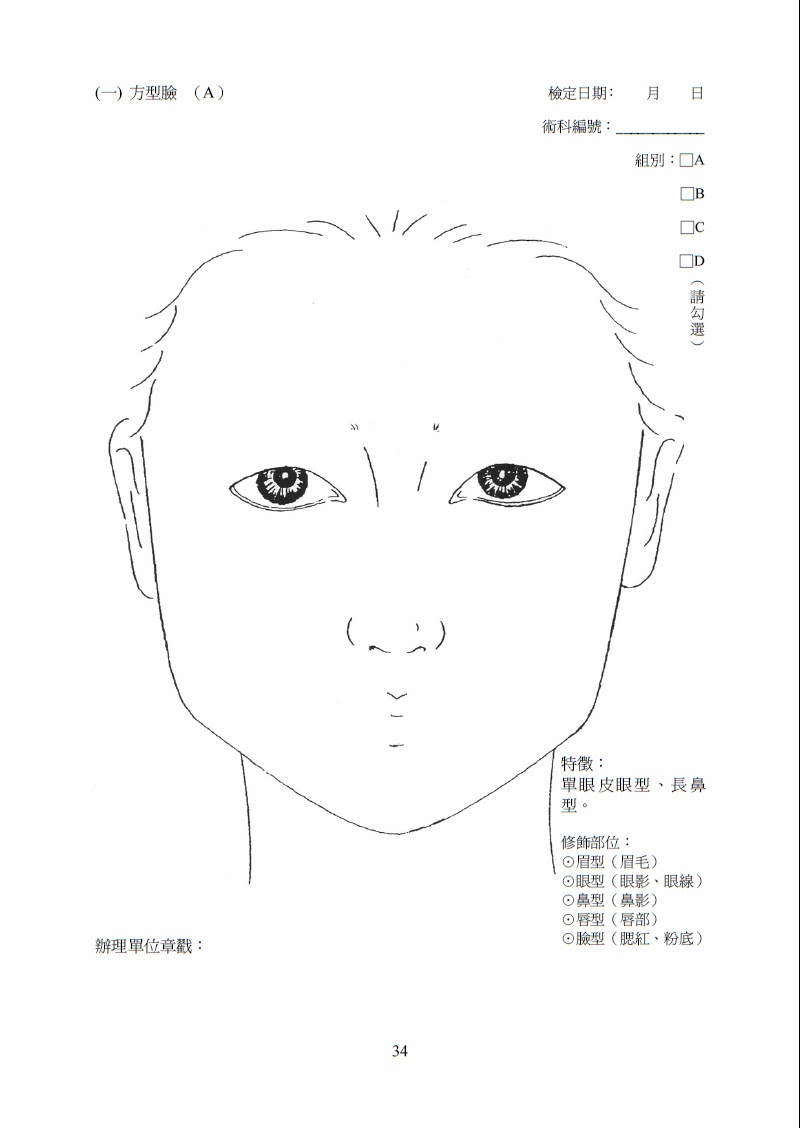 (一) 方型臉 （A）
檢定日期： 月 日
術科編號：___________
組別：□A
□B
□C
□D
（請勾選）
特徵：
單眼皮眼型、長鼻
型。
修飾部位：
⊙眉型（眉毛）
⊙眼型（眼影、眼線）
⊙鼻型（鼻影）
⊙唇型（唇部）
⊙臉型（腮紅、粉底）
辦理單位章戳：
34